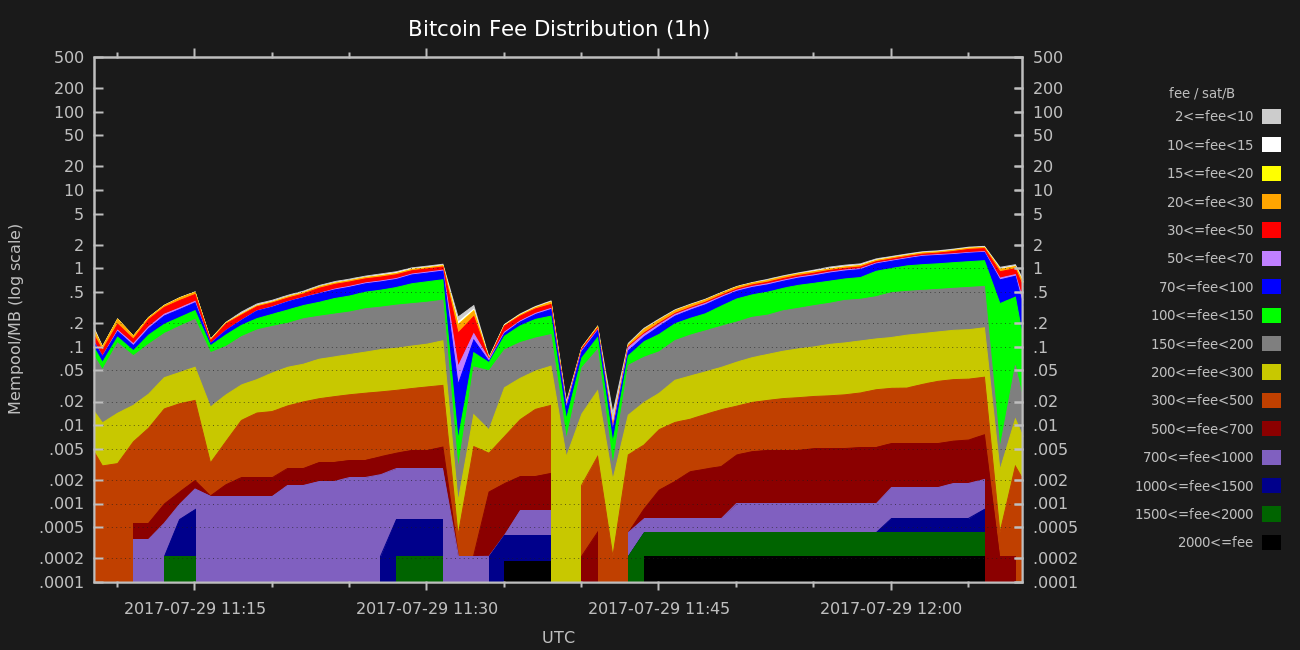 Bitcoin Fee Distribution (1h)
500 500
200 200
100 100
50 50
20 20
10 10
5 5
2 2
1 1
.5 .5
.2 .2
.1 .1
.05 .05
.02 .02
.01 .01
.005 .005
.002 .002
.001 .001
.0005 .0005
.0002 .0002
.0001 .0001
Mempool/MB (log scale)
2017-07-29 11:15 2017-07-29 11:30 2017-07-29 11:45 2017-07-29 12:00
UTC
fee / sat/B
2<=fee<10
10<=fee<15
15<=fee<20
20<=fee<30
30<=fee<50
50<=fee<70
70<=fee<100
100<=fee<150
150<=fee<200
200<=fee<300
300<=fee<500
500<=fee<700
700<=fee<1000
1000<=fee<1500
1500<=fee<2000
2000<=fee